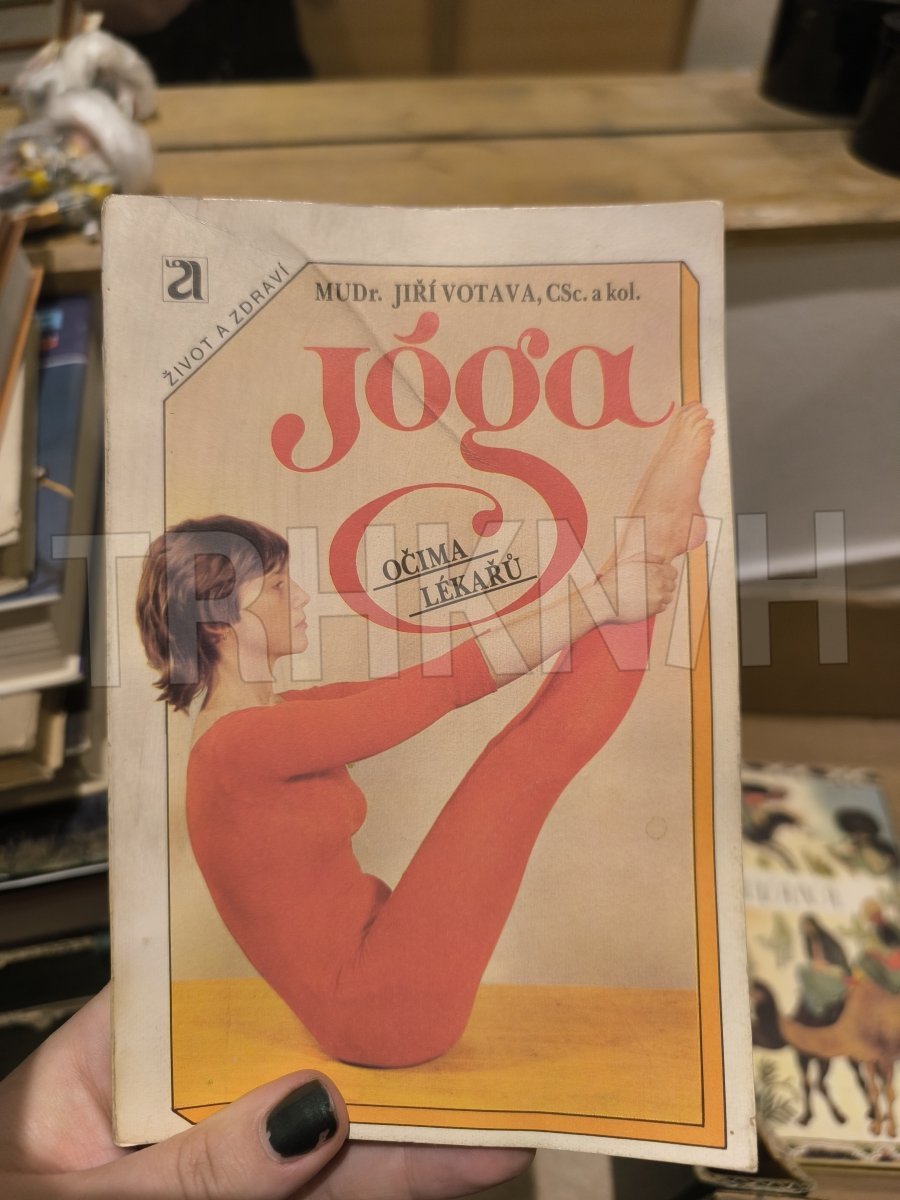 ŽIVOT A ZDRAVÍ
MUDr. JIŘÍ VOTAVA, CSc. a kol.
Jóga
OČIMA
LÉKAŘŮ
TRHKNIH